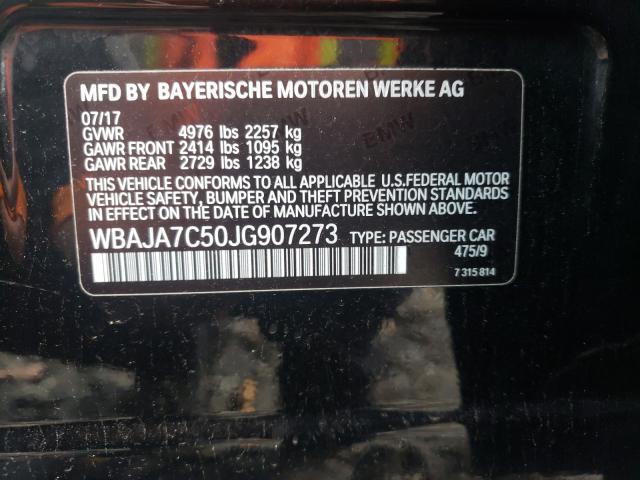 MFD BY BAYERISCHE MOTOREN WERKE AG
07/17
GVWR 4976 lbs 2257 kg
GAWR FRONT 2414 lbs 1095 kg
GAWR REAR 2729 lbs 1238 kg
THIS VEHICLE CONFORMS TO ALL APPLICABLE U.S.FEDERAL MOTOR
VEHICLE SAFETY, BUMPER AND THEFT PREVENTION STANDARDS
IN EFFECT ON THE DATE OF MANUFACTURE SHOWN ABOVE.
WBAJA7C50JG907273 TYPE: PASSENGER CAR
475/9
7 315 814